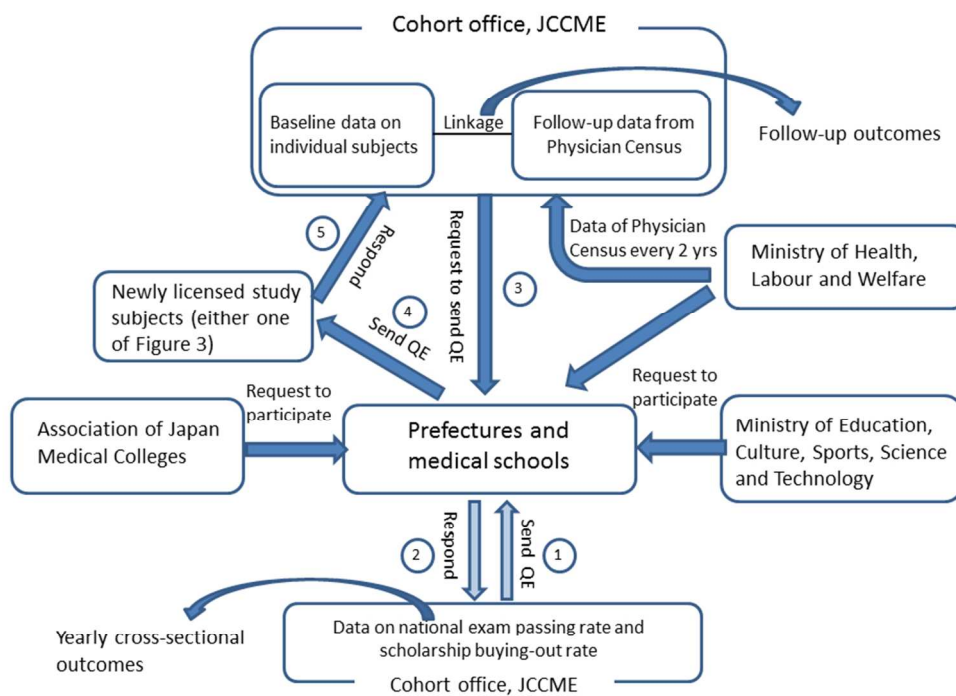 Cohort office, JCCME
Baseline data on
individual subjects
Linkage
Follow-up data from
Physician Census
Follow-up outcomes
5
Respond
Request to send QE
3
Data of Physician
Census every 2 yrs
Ministry of Health,
Labour and Welfare
Newly licensed study
subjects (either one
of Figure 3)
4
Send QE
Request to
participate
Request to
participate
Association of Japan
Medical Colleges
Prefectures and
medical schools
Ministry of Education,
Culture, Sports, Science
and Technology
2
Respond
Send QE
1
Yearly cross-sectional
outcomes
Data on national exam passing rate and
scholarship buying-out rate
Cohort office, JCCME